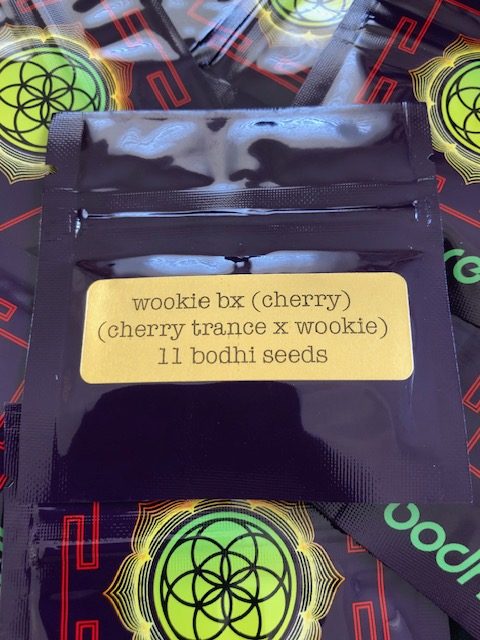 wookie bx (cherry)
(cherry trance x wookie)
11 bodhi seeds